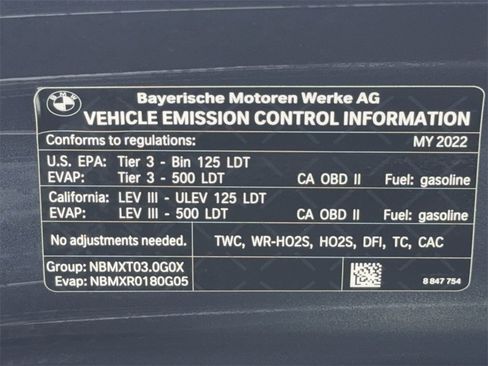 BMW
Bayerische Motoren Werke AG
VEHICLE EMISSION CONTROL INFORMATION
Conforms to regulations: MY 2022
U.S. EPA: Tier 3 - Bin 125 LDT
EVAP: Tier 3 - 500 LDT CA OBD II Fuel: gasoline
California: LEV III - ULEV 125 LDT
EVAP: LEV III - 500 LDT CA OBD II Fuel: gasoline
No adjustments needed. TWC, WR-HO2S, HO2S, DFI, TC, CAC
Group: NBMXT03.0G0X
Evap: NBMXR0180G05 8 847 754